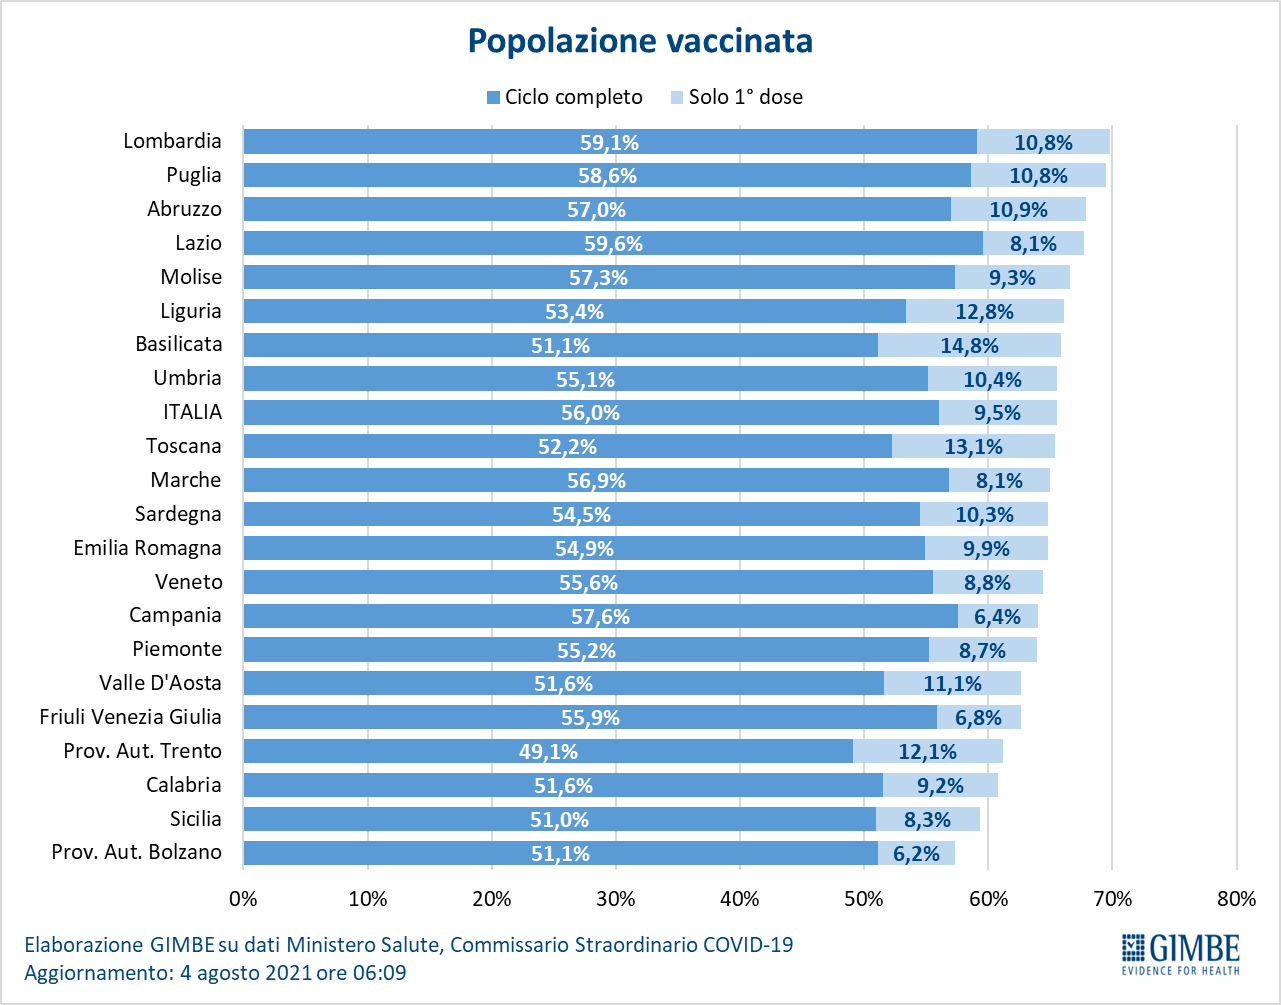 Popolazione vaccinata
Ciclo completo Solo 1° dose
Lombardia 59,1% 10,8%
Puglia 58,6% 10,8%
Abruzzo 57,0% 10,9%
Lazio 59,6% 8,1%
Molise 57,3% 9,3%
Liguria 53,4% 12,8%
Basilicata 51,1% 14,8%
Umbria 55,1% 10,4%
ITALIA 56,0% 9,5%
Toscana 52,2% 13,1%
Marche 56,9% 8,1%
Sardegna 54,5% 10,3%
Emilia Romagna 54,9% 9,9%
Veneto 55,6% 8,8%
Campania 57,6% 6,4%
Piemonte 55,2% 8,7%
Valle D'Aosta 51,6% 11,1%
Friuli Venezia Giulia 55,9% 6,8%
Prov. Aut. Trento 49,1% 12,1%
Calabria 51,6% 9,2%
Sicilia 51,0% 8,3%
Prov. Aut. Bolzano 51,1% 6,2%
0% 10% 20% 30% 40% 50% 60% 70% 80%
Elaborazione GIMBE su dati Ministero Salute, Commissario Straordinario COVID-19
Aggiornamento: 4 agosto 2021 ore 06:09
GIMBE
EVIDENCE FOR HEALTH